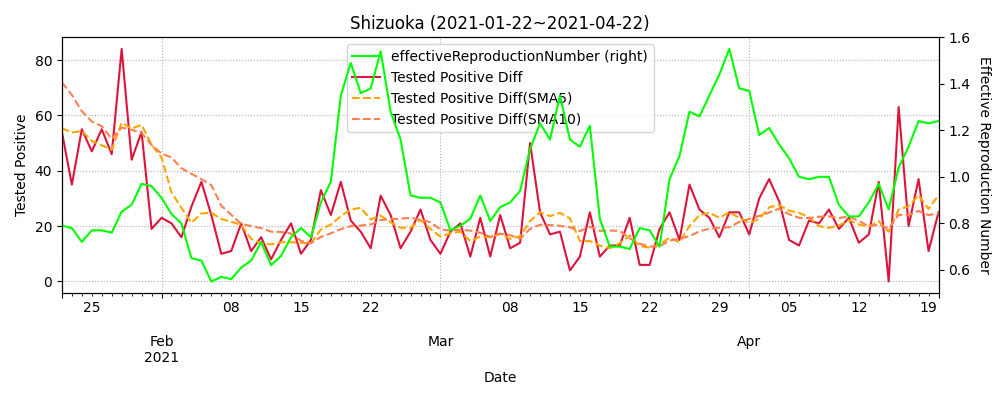 Shizuoka (2021-01-22~2021-04-22)
effectiveReproductionNumber (right)
Tested Positive Diff
Tested Positive Diff(SMA5)
Tested Positive Diff(SMA10)
Tested Positive
80
60
40
20
0
1.6
1.4
1.2
1.0
0.8
0.6
Effective Reproduction Number
25 08 15 22 08 15 22 29 05 12 19
Feb Mar Apr
2021
Date